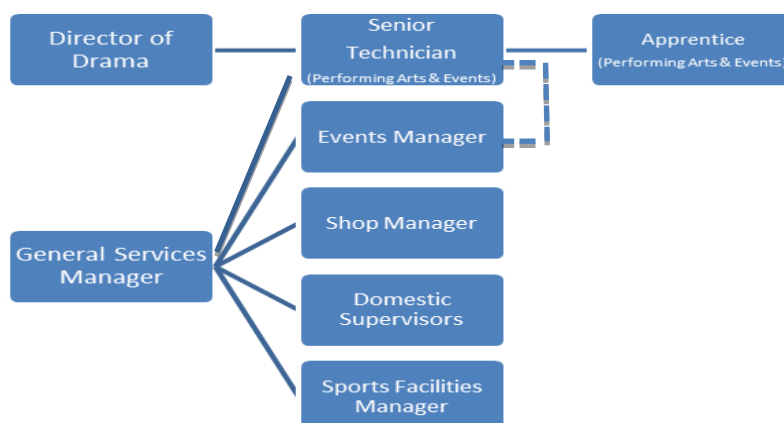 Director of
Drama
Senior
Technician
(Performing Arts & Events)
Apprentice
(Performing Arts & Events)
Events Manager
Shop Manager
General Services
Manager
Domestic
Supervisors
Sports Facilities
Manager